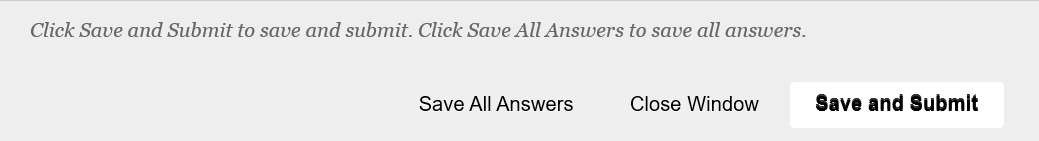 Click Save and Submit to save and submit. Click Save All Answers to save all answers.
Save All Answers Close Window Save and Submit